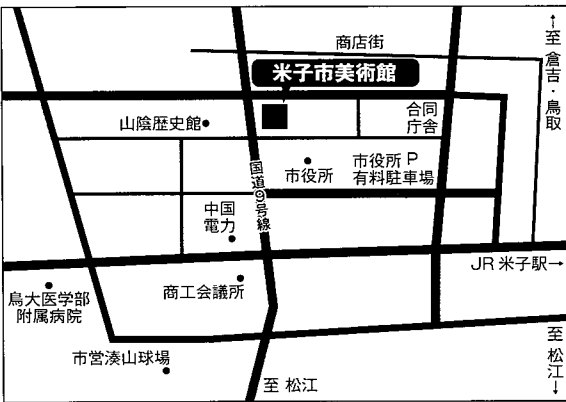 商店街
米子市美術館
←至 倉吉・鳥取
山陰歴史館
合同
庁舎
国道9号線
市役所
市役所 P
有料駐車場
中国
電力
JR 米子駅→
鳥大医学部
附属病院
商工会議所
市営湊山球場
至 松江
至 松江→